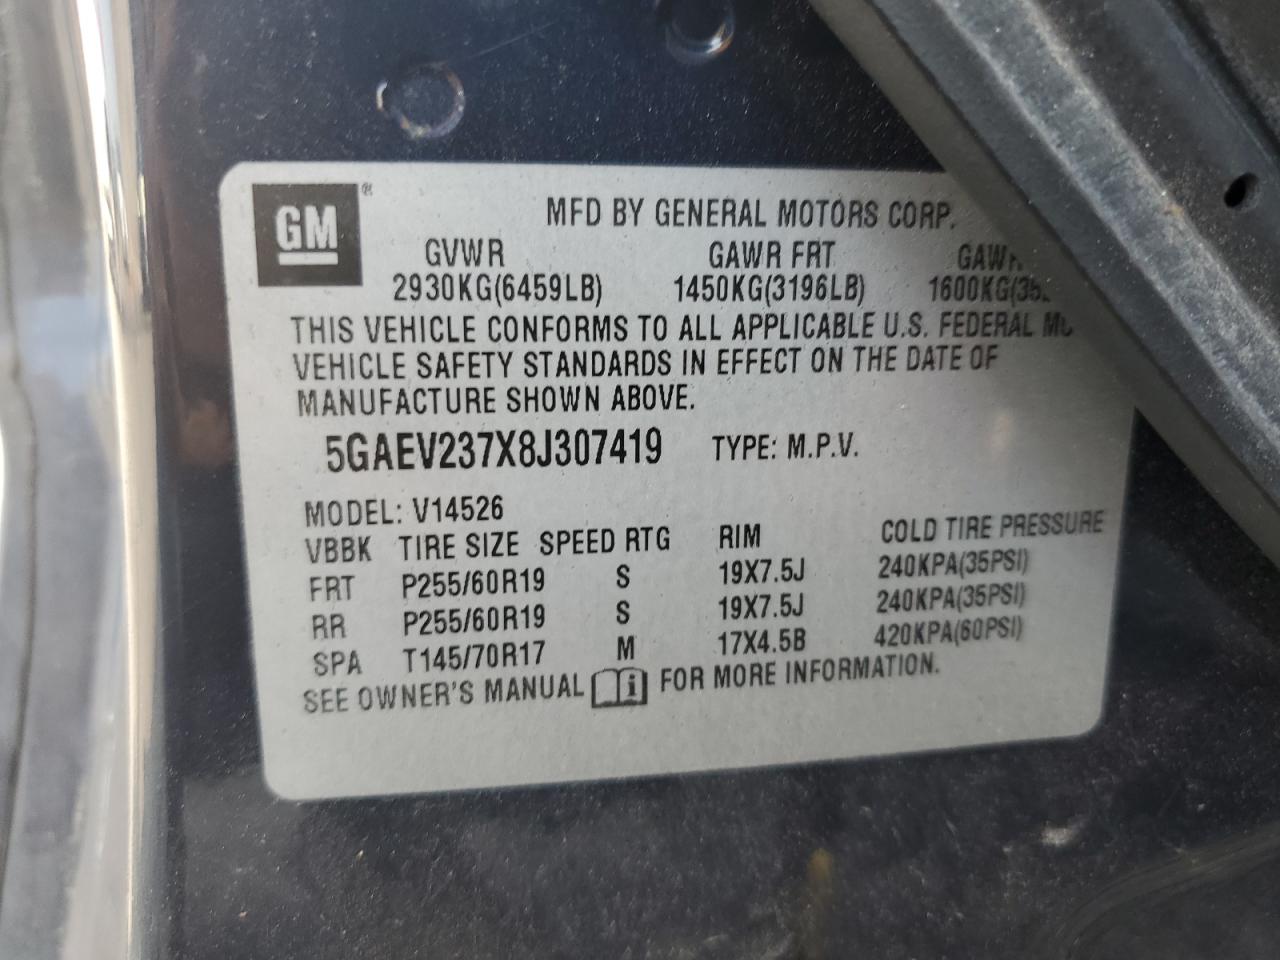 GM ®
MFD BY GENERAL MOTORS CORP.
GVWR GAWR FRT
2930KG(6459LB) 1450KG(3196LB)
THIS VEHICLE CONFORMS TO ALL APPLICABLE U.S. FEDERAL
VEHICLE SAFETY STANDARDS IN EFFECT ON THE DATE OF
MANUFACTURE SHOWN ABOVE.
5GAEV237X8J307419 TYPE: M.P.V.
MODEL: V14526
VBBK TIRE SIZE SPEED RTG RIM COLD TIRE PRESSURE
FRT P255/60R19 S 19X7.5J 240KPA(35PSI)
RR P255/60R19 S 19X7.5J 240KPA(35PSI)
SPA T145/70R17 M 17X4.5B 420KPA(60PSI)
SEE OWNER'S MANUAL FOR MORE INFORMATION.